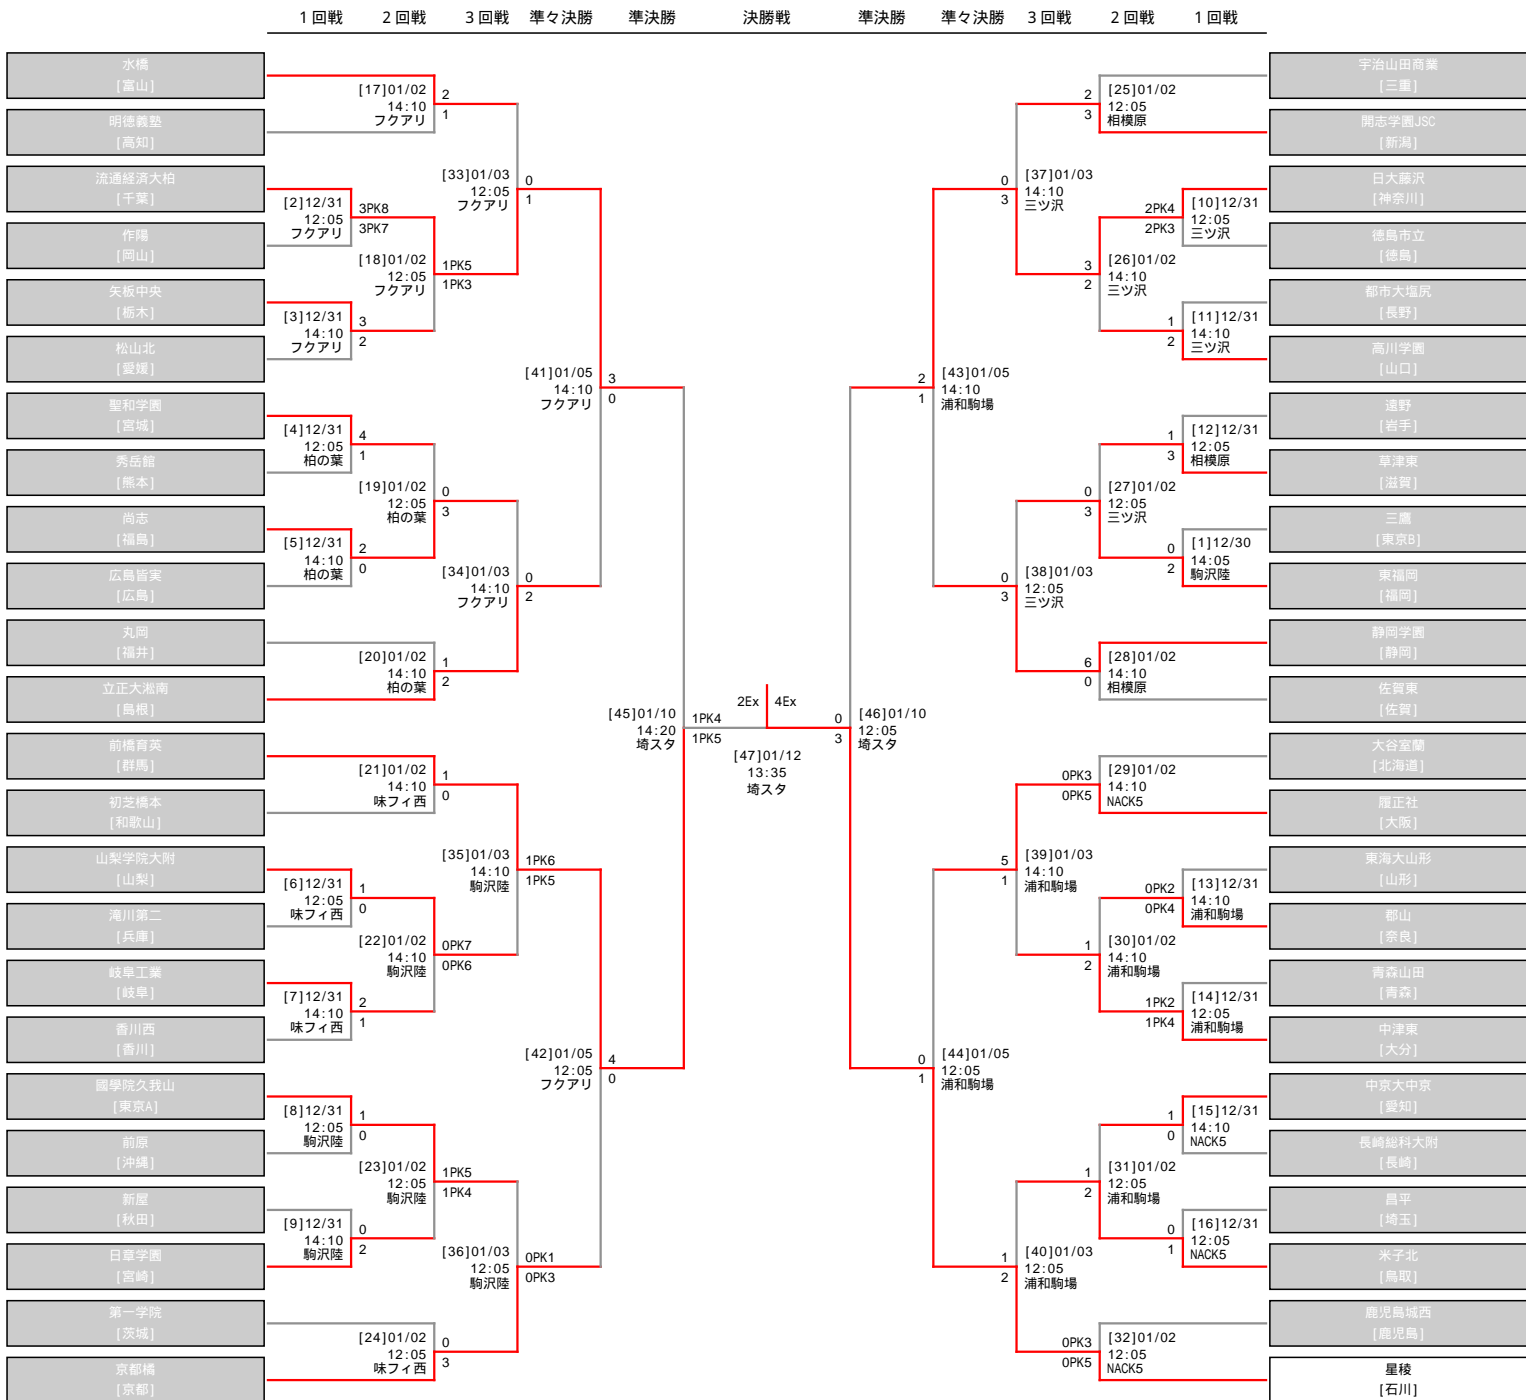 1回戦 2回戦 3回戦 準々決勝 準決勝 決勝戦 準決勝 準々決勝 3回戦 2回戦 1回戦
水橋
[富山]
明徳義塾
[高知]
流通経済大柏
[千葉]
作陽
[岡山]
矢板中央
[栃木]
松山北
[愛媛]
聖和学園
[宮城]
秀岳館
[熊本]
尚志
[福島]
広島皆実
[広島]
丸岡
[福井]
立正大淞南
[島根]
前橋育英
[群馬]
初芝橋本
[和歌山]
山梨学院大附
[山梨]
滝川第二
[兵庫]
岐阜工業
[岐阜]
香川西
[香川]
國學院久我山
[東京A]
前原
[沖縄]
新屋
[秋田]
日章学園
[宮崎]
第一学院
[茨城]
京都橘
[京都]
[2]12/31
12:05
フクアリ
3PK8
3PK7
[3]12/31
14:10
フクアリ
3
2
[4]12/31
12:05
柏の葉
4
1
[5]12/31
14:10
柏の葉
2
0
[6]12/31
12:05
味フィ西
1
0
[7]12/31
14:10
味フィ西
2
1
[8]12/31
12:05
駒沢陸
1
0
[9]12/31
14:10
駒沢陸
0
2
[17]01/02
14:10
フクアリ
2
1
[18]01/02
12:05
フクアリ
1PK5
1PK3
[19]01/02
12:05
柏の葉
0
3
[20]01/02
14:10
柏の葉
1
2
[21]01/02
14:10
味フィ西
1
0
[22]01/02
14:10
駒沢陸
0PK7
0PK6
[23]01/02
12:05
駒沢陸
1PK5
1PK4
[24]01/02
12:05
味フィ西
0
3
[33]01/03
12:05
フクアリ
0
1
[34]01/03
14:10
フクアリ
0
2
[35]01/03
14:10
駒沢陸
1PK6
1PK5
[36]01/03
12:05
駒沢陸
0PK1
0PK3
[41]01/05
14:10
フクアリ
3
0
[42]01/05
12:05
フクアリ
4
0
[45]01/10
14:20
埼スタ
1PK4
1PK5
2Ex 4Ex
[47]01/12
13:35
埼スタ
0
3
[46]01/10
12:05
埼スタ
2
1
[43]01/05
14:10
浦和駒場
0
1
[44]01/05
12:05
浦和駒場
0
3
[37]01/03
14:10
三ツ沢
0
3
[38]01/03
12:05
三ツ沢
5
1
[39]01/03
14:10
浦和駒場
1
2
[40]01/03
12:05
浦和駒場
2
3
[25]01/02
12:05
相模原
3
2
[26]01/02
14:10
三ツ沢
0
3
[27]01/02
12:05
三ツ沢
6
0
[28]01/02
14:10
相模原
0PK3
0PK5
[29]01/02
14:10
NACK5
1
2
[30]01/02
14:10
浦和駒場
1
2
[31]01/02
12:05
浦和駒場
0PK3
0PK5
[32]01/02
12:05
NACK5
2PK4
2PK3
[10]12/31
12:05
三ツ沢
1
2
[11]12/31
14:10
三ツ沢
1
3
[12]12/31
12:05
相模原
0
2
[1]12/30
14:05
駒沢陸
0PK2
0PK4
[13]12/31
14:10
浦和駒場
1PK2
1PK4
[14]12/31
12:05
浦和駒場
1
0
[15]12/31
14:10
NACK5
0
1
[16]12/31
12:05
NACK5
宇治山田商業
[三重]
開志学園JSC
[新潟]
日大藤沢
[神奈川]
徳島市立
[徳島]
都市大塩尻
[長野]
高川学園
[山口]
遠野
[岩手]
草津東
[滋賀]
三鷹
[東京B]
東福岡
[福岡]
静岡学園
[静岡]
佐賀東
[佐賀]
大谷室蘭
[北海道]
履正社
[大阪]
東海大山形
[山形]
郡山
[奈良]
青森山田
[青森]
中津東
[大分]
中京大中京
[愛知]
長崎総科大附
[長崎]
昌平
[埼玉]
米子北
[鳥取]
鹿児島城西
[鹿児島]
星稜
[石川]